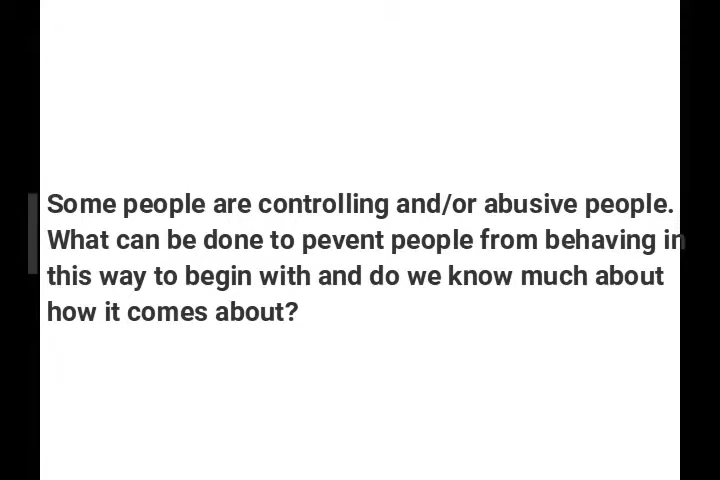 Some people are controlling and/or abusive people.
What can be done to pevent people from behaving in
this way to begin with and do we know much about
how it comes about?